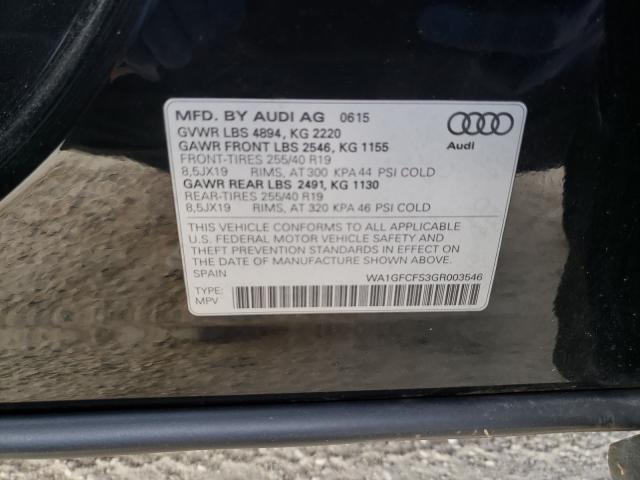 MFD. BY AUDI AG 0615
GVWR LBS 4894, KG 2220
GAWR FRONT LBS 2546, KG 1155
FRONT-TIRES 255/40 R19
8,5JX19 RIMS, AT 300 KPA 44 PSI COLD
GAWR REAR LBS 2491, KG 1130
REAR-TIRES 255/40 R19
8,5JX19 RIMS, AT 320 KPA 46 PSI COLD
Audi
THIS VEHICLE CONFORMS TO ALL APPLICABLE
U.S. FEDERAL MOTOR VEHICLE SAFETY AND
THEFT PREVENTION STANDARDS IN EFFECT ON
THE DATE OF MANUFACTURE SHOWN ABOVE.
SPAIN WA1GFCFS3GR003546
TYPE:
MPV